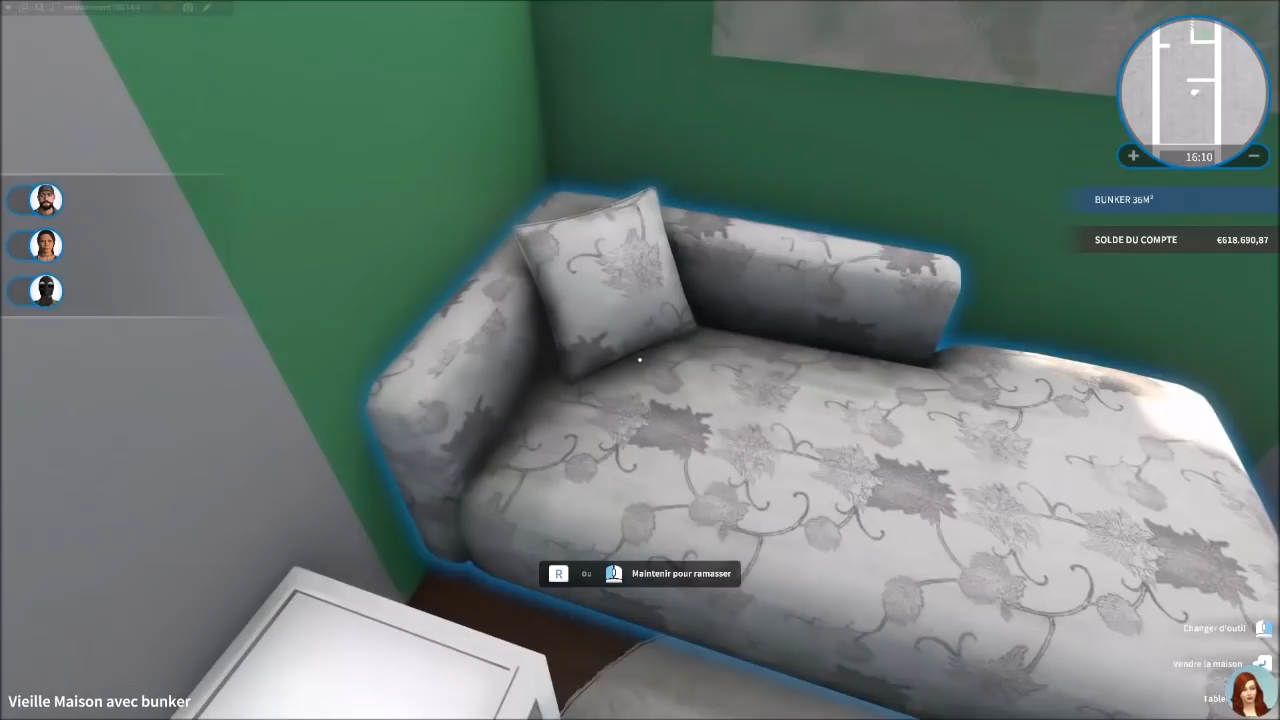 16:10
BUNKER 36M²
SOLDE DU COMPTE €618.690,87
R ou Maintenir pour ramasser
Changer d'outil
Vendre la maison
Table
Vieille Maison avec bunker